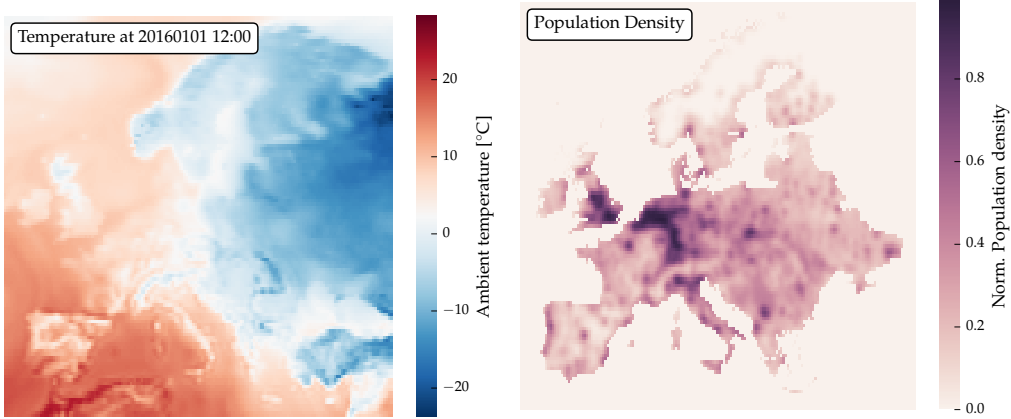 Temperature at 20160101 12:00
20
10
0
−10
−20
Ambient temperature [°C]
Population Density
0.8
0.6
0.4
0.2
0.0
Norm. Population density